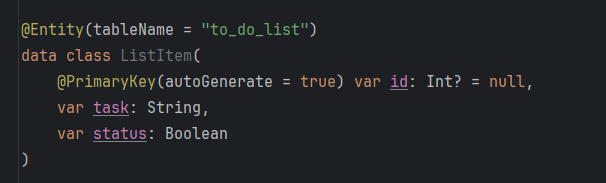 @Entity(tableName = "to_do_list")
data class ListItem(
    @PrimaryKey(autoGenerate = true) var id: Int? = null,
    var task: String,
    var status: Boolean
)